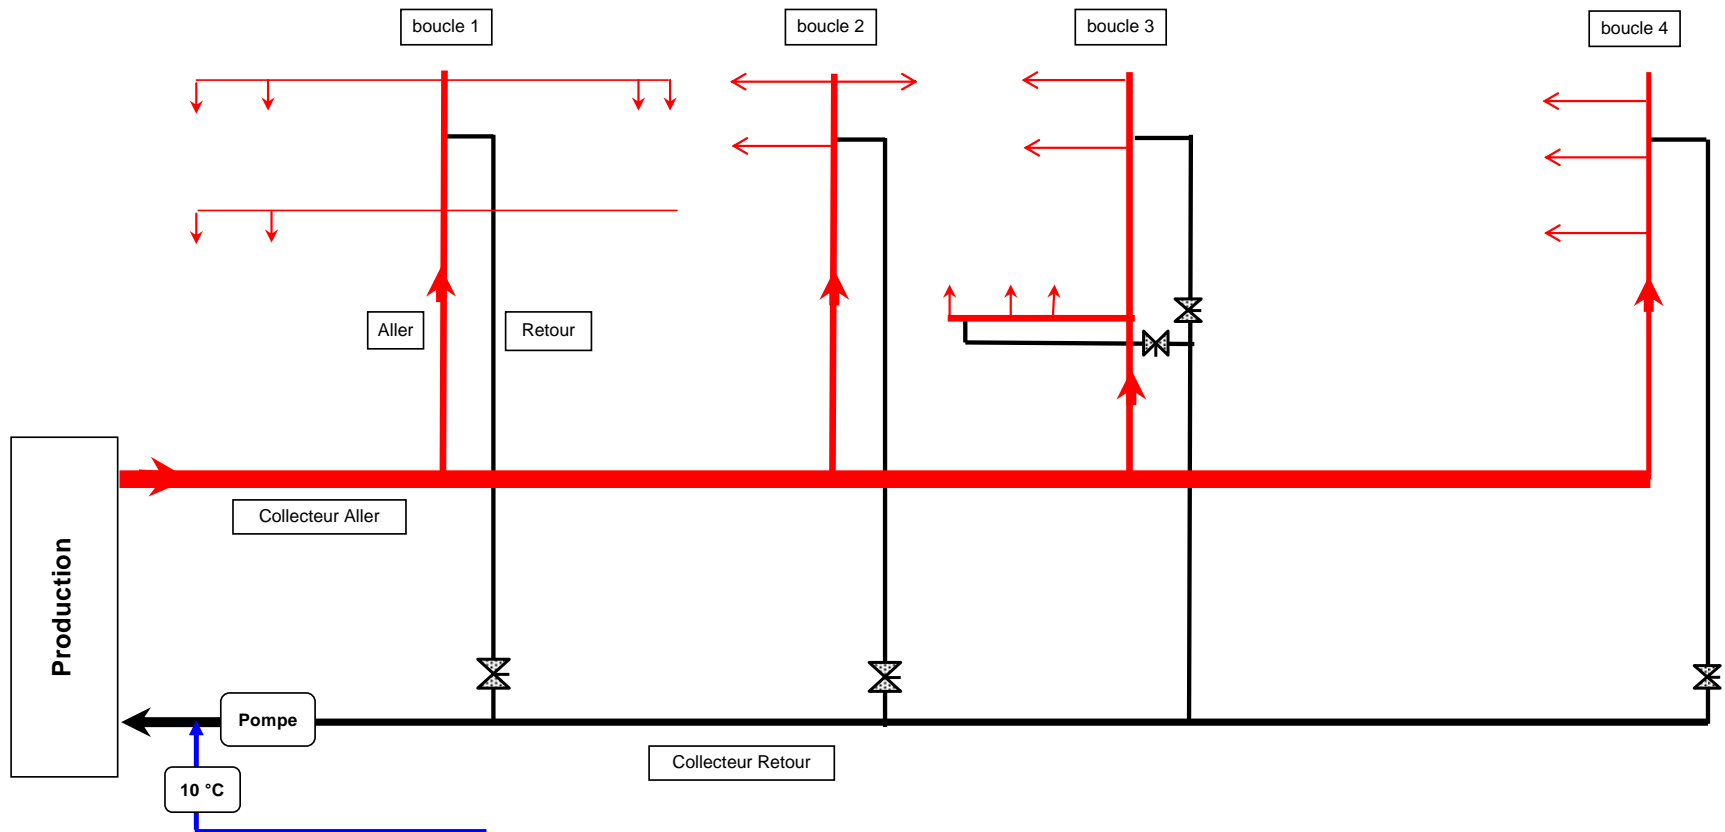 boucle 1
boucle 2
boucle 3
boucle 4
Aller
Retour
Collecteur Aller
Production
Pompe
Collecteur Retour
10 °C